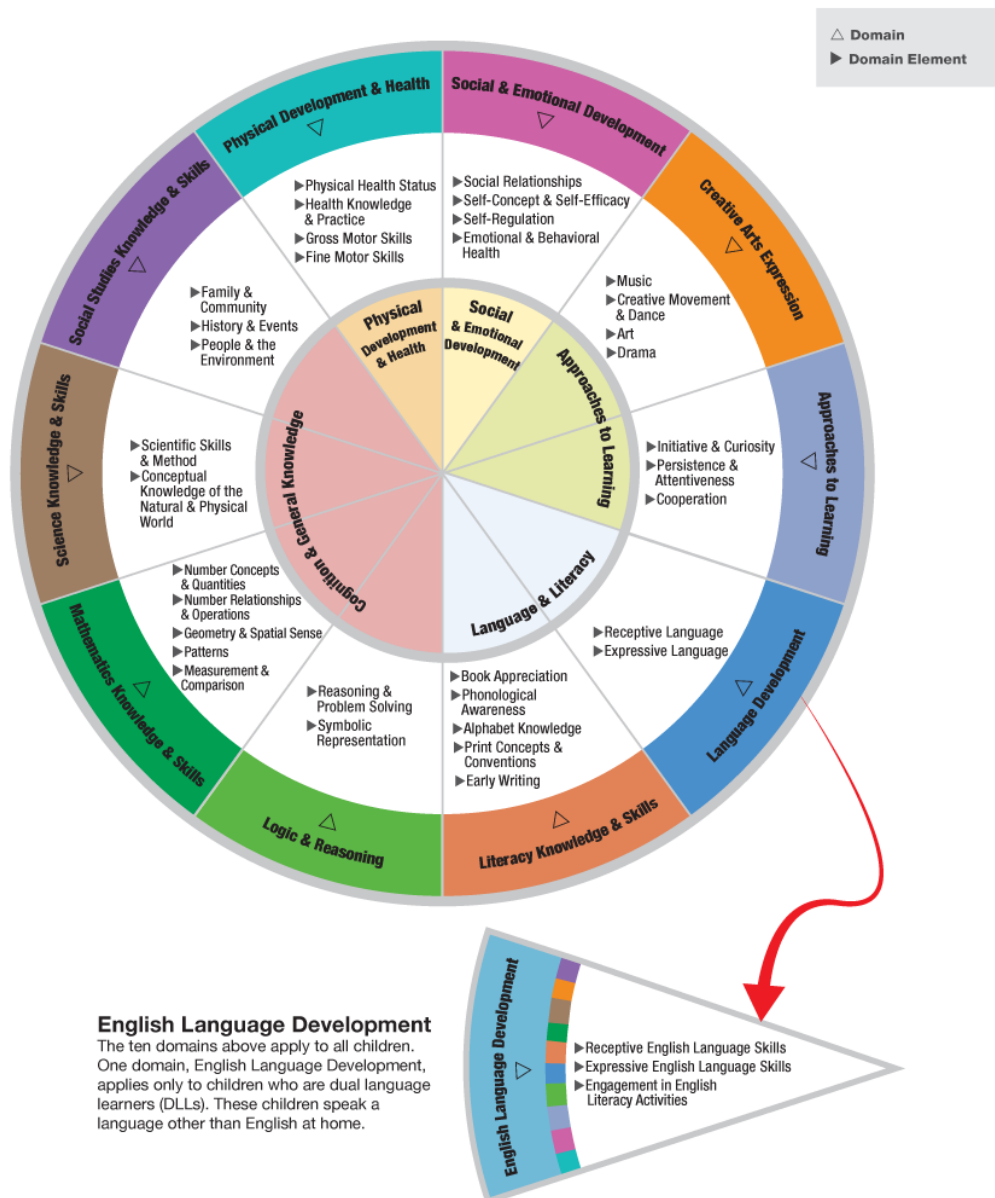 △ Domain
▶ Domain Element
Physical Development & Health
▶Physical Health Status
▶Health Knowledge
& Practice
▶Gross Motor Skills
▶Fine Motor Skills
Social & Emotional Development
▶Social Relationships
▶Self-Concept & Self-Efficacy
▶Self-Regulation
▶Emotional & Behavioral
Health
Creative Arts Expression
▶Music
▶Creative Movement
& Dance
▶Art
▶Drama
Approaches to Learning
▶Initiative & Curiosity
▶Persistence &
Attentiveness
▶Cooperation
Language Development
▶Receptive Language
▶Expressive Language
Literacy Knowledge & Skills
▶Book Appreciation
▶Phonological
Awareness
▶Alphabet Knowledge
▶Print Concepts &
Conventions
▶Early Writing
Logic & Reasoning
▶Reasoning &
Problem Solving
▶Symbolic
Representation
Mathematics Knowledge & Skills
▶Number Concepts
& Quantities
▶Number Relationships
& Operations
▶Geometry & Spatial Sense
▶Patterns
▶Measurement &
Comparison
Science Knowledge & Skills
▶Scientific Skills
& Method
▶Conceptual
Knowledge of the
Natural & Physical
World
Social Studies Knowledge & Skills
▶Family &
Community
▶History & Events
▶People & the
Environment
Physical
Development
& Health
Social
& Emotional
Development
Approaches to Learning
Language & Literacy
Cognition & General Knowledge
English Language Development
The ten domains above apply to all children.
One domain, English Language Development,
applies only to children who are dual language
learners (DLLs). These children speak a
language other than English at home.
English Language Development
▶Receptive English Language Skills
▶Expressive English Language Skills
▶Engagement in English
Literacy Activities